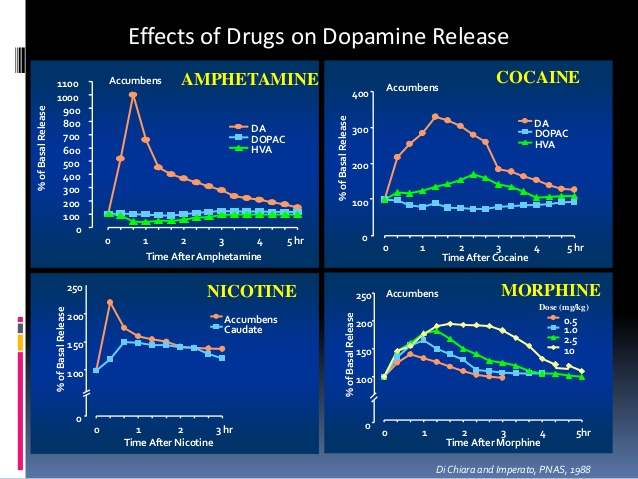 Effects of Drugs on Dopamine Release
Accumbens
AMPHETAMINE
1100
1000
900
800
700
600
500
400
300
200
100
0
% of Basal Release
DA
DOPAC
HVA
0 1 2 3 4 5 hr
Time After Amphetamine
COCAINE
Accumbens
400
300
200
100
0
% of Basal Release
DA
DOPAC
HVA
0 1 2 3 4 5 hr
Time After Cocaine
NICOTINE
250
200
150
100
0
% of Basal Release
Accumbens
Caudate
0 1 2 3 hr
Time After Nicotine
MORPHINE
Accumbens
Dose (mg/kg)
0.5
1.0
2.5
10
250
200
150
100
0
% of Basal Release
0 1 2 3 4 5hr
Time After Morphine
Di Chiara and Imperato, PNAS, 1988